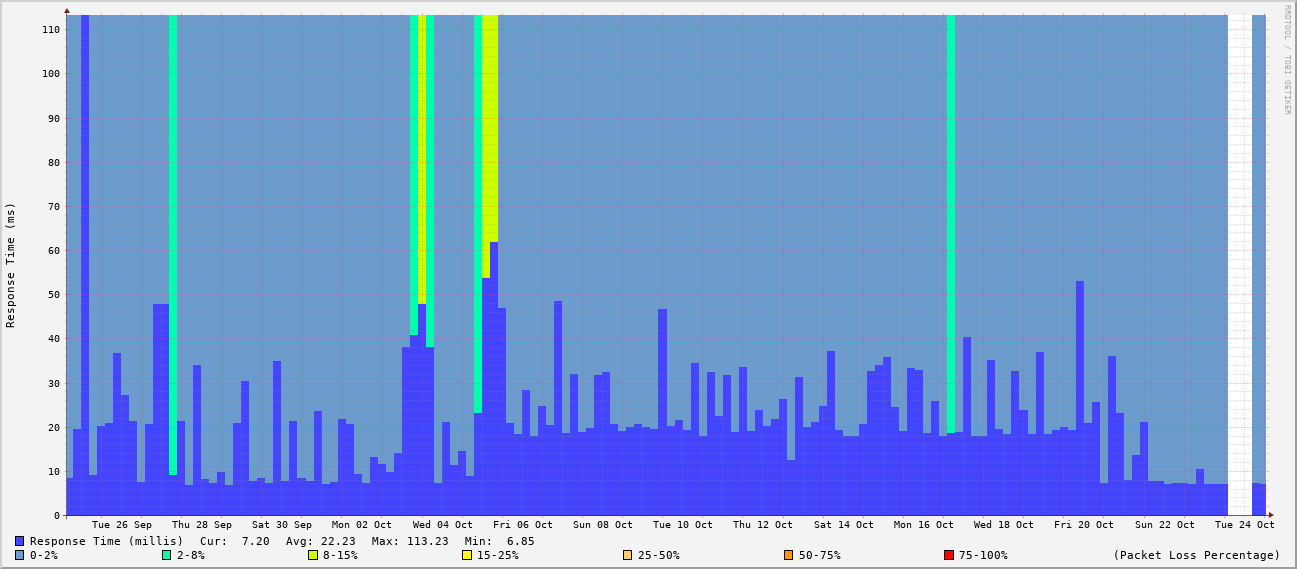 RRDTOOL / TOBI OETIKER
Response Time (ms)
110
100
90
80
70
60
50
40
30
20
10
0
Tue 26 Sep Thu 28 Sep Sat 30 Sep Mon 02 Oct Wed 04 Oct Fri 06 Oct Sun 08 Oct Tue 10 Oct Thu 12 Oct Sat 14 Oct Mon 16 Oct Wed 18 Oct Fri 20 Oct Sun 22 Oct Tue 24 Oct
Response Time (millis) Cur: 7.20 Avg: 22.23 Max: 113.23 Min: 6.85
0-2% 2-8% 8-15% 15-25% 25-50% 50-75% 75-100% (Packet Loss Percentage)